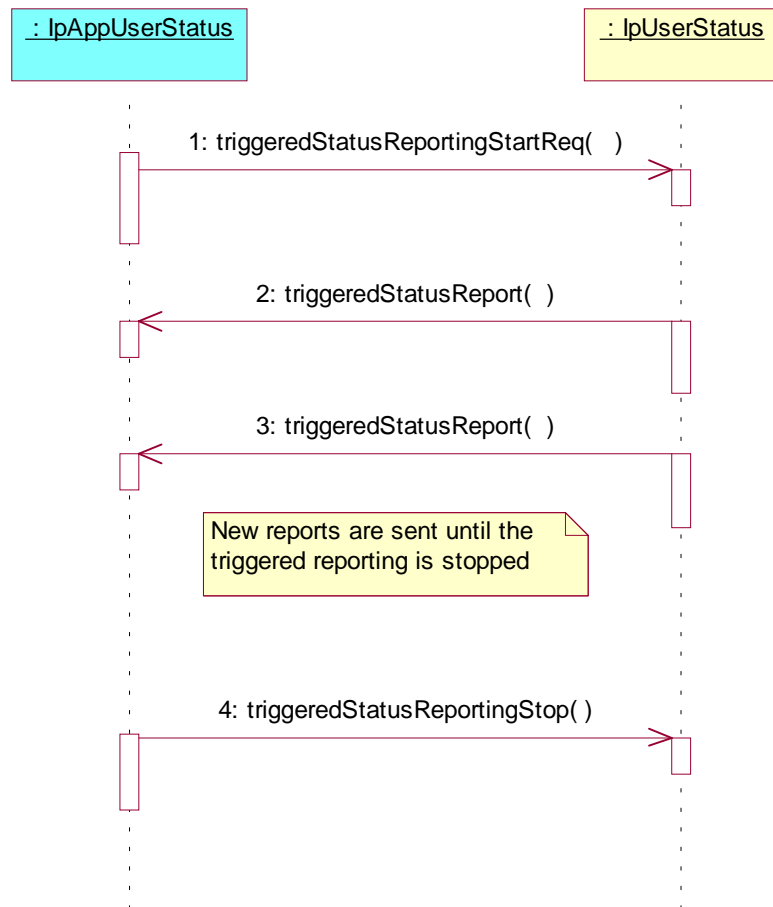 : IpAppUserStatus
: IpUserStatus
1: triggeredStatusReportingStartReq( )
2: triggeredStatusReport( )
3: triggeredStatusReport( )
New reports are sent until the
triggered reporting is stopped
4: triggeredStatusReportingStop( )